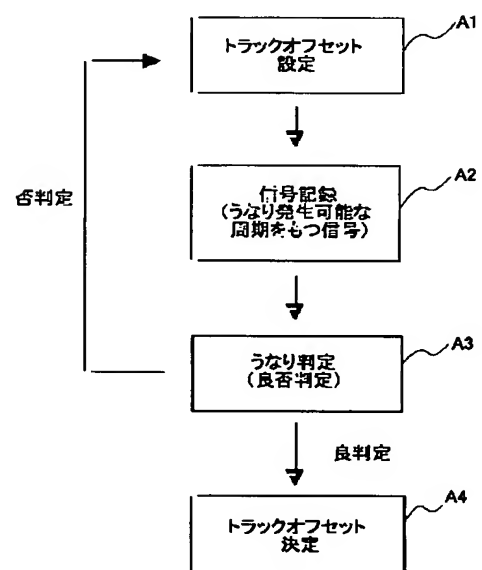 トラックオフセット
設定
A1
信号記録
(うなり発生可能な
周期をもつ信号)
A2
否判定
うなり判定
(良否判定)
A3
良判定
トラックオフセット
決定
A4